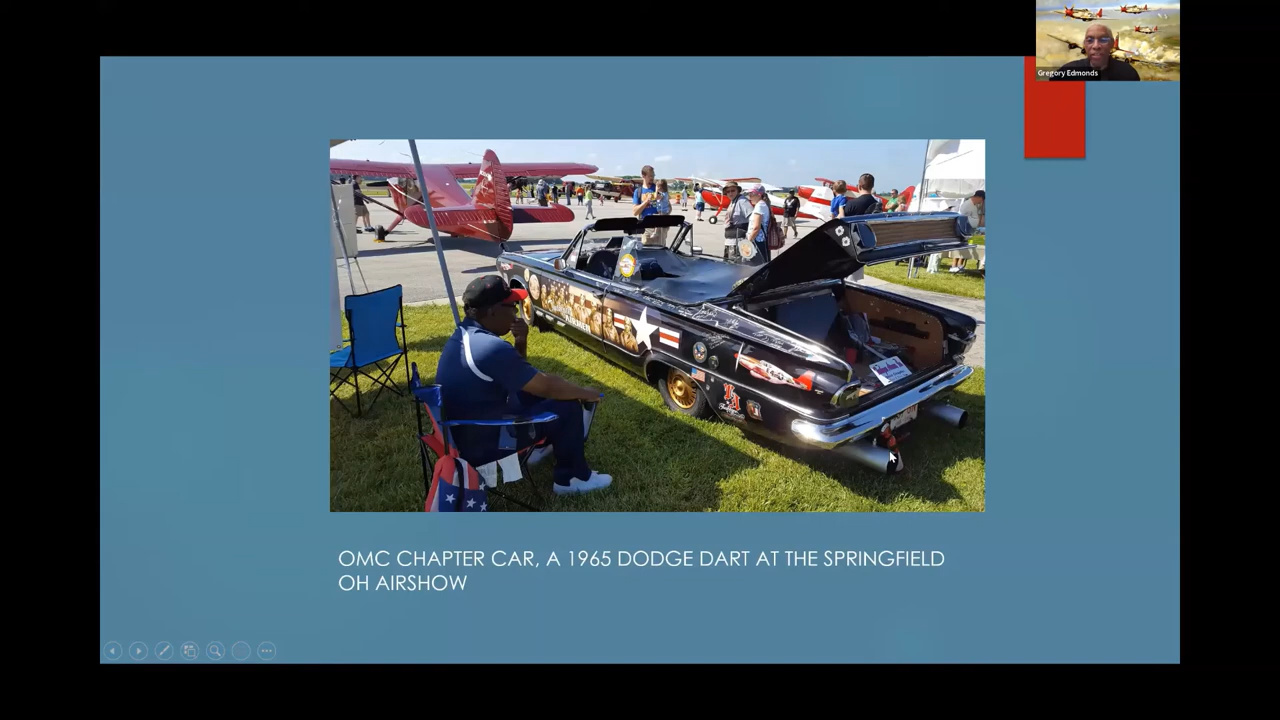 Gregory Edmonds
OMC CHAPTER CAR, A 1965 DODGE DART AT THE SPRINGFIELD
OH AIRSHOW